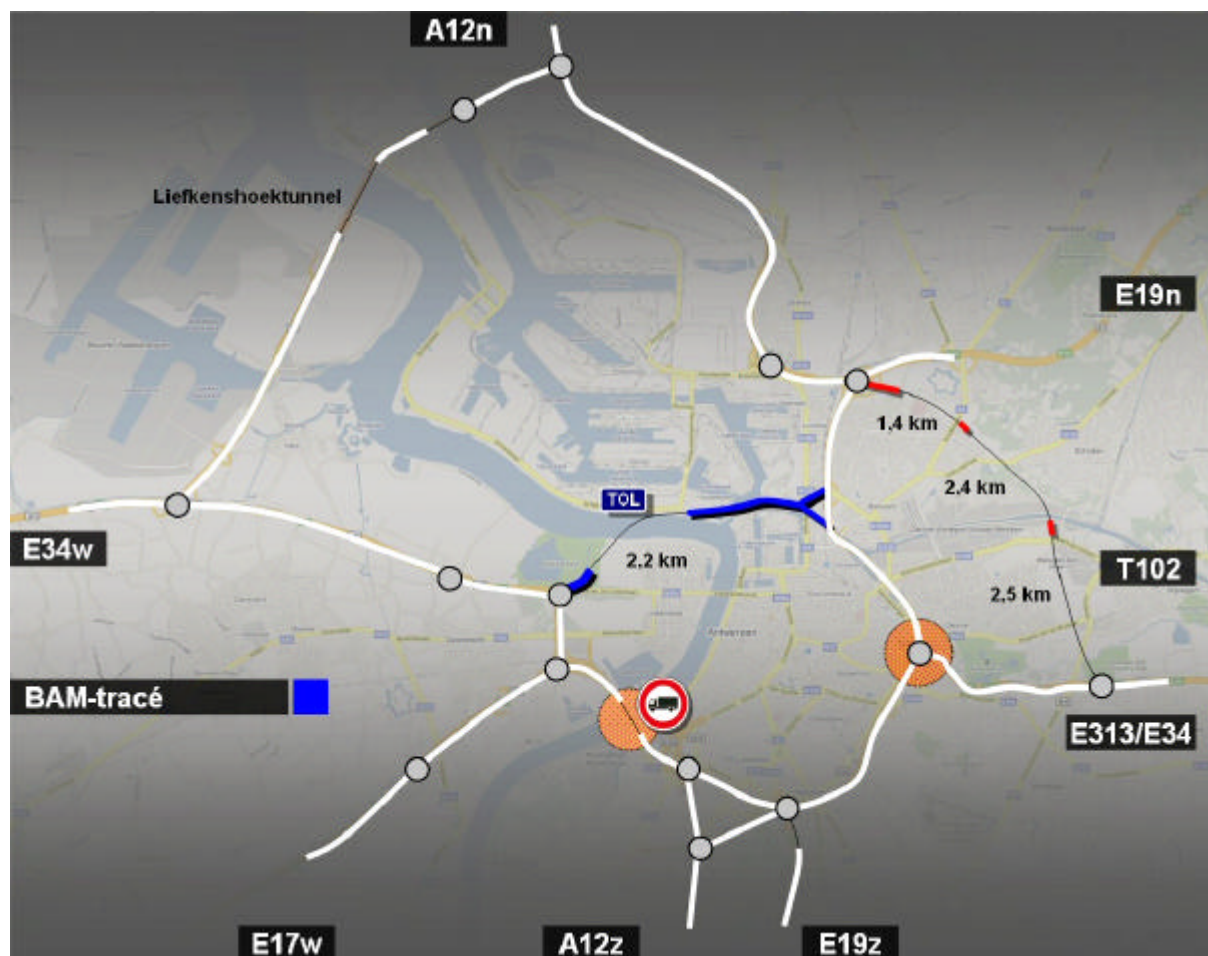 A12n
Liefkenshoektunnel
E19n
1,4 km
2,4 km
TOL
E34w
2,2 km
T102
2,5 km
Antwerpen
BAM-tracé
E313/E34
E17w
A12z
E19z